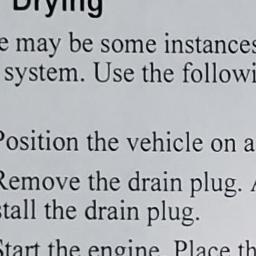 Drying
e may be some instances
system. Use the followi
Position the vehicle on a
Remove the drain plug. A
stall the drain plug.
Start the engine. Place th